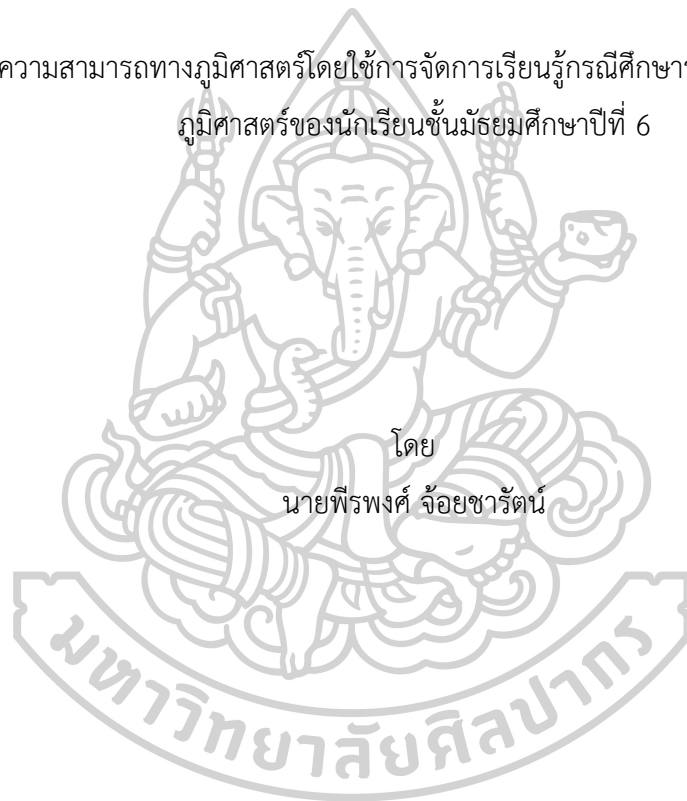 ความสามารถทางภูมิศาสตร์โดยใช้การจัดการเรียนรู้กรณีศึกษา
ภูมิศาสตร์ของนักเรียนชั้นมัธยมศึกษาปีที่ 6
โดย
นายพีรพงศ์ จ้อยชารัตน์
มหาวิทยาลัยศิลปากร